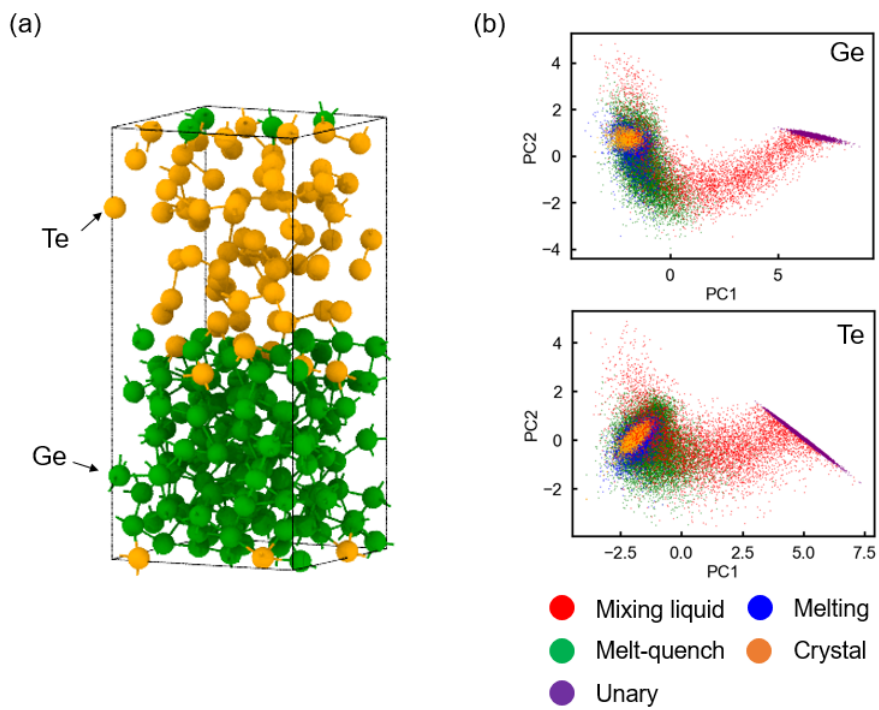 (a)
Te
Ge
(b)
Ge
PC2
4
2
0
−2
−4
0
5
PC1
Te
PC2
4
2
0
−2
−2.5
0.0
2.5
5.0
7.5
PC1
Mixing liquid
Melting
Melt-quench
Crystal
Unary